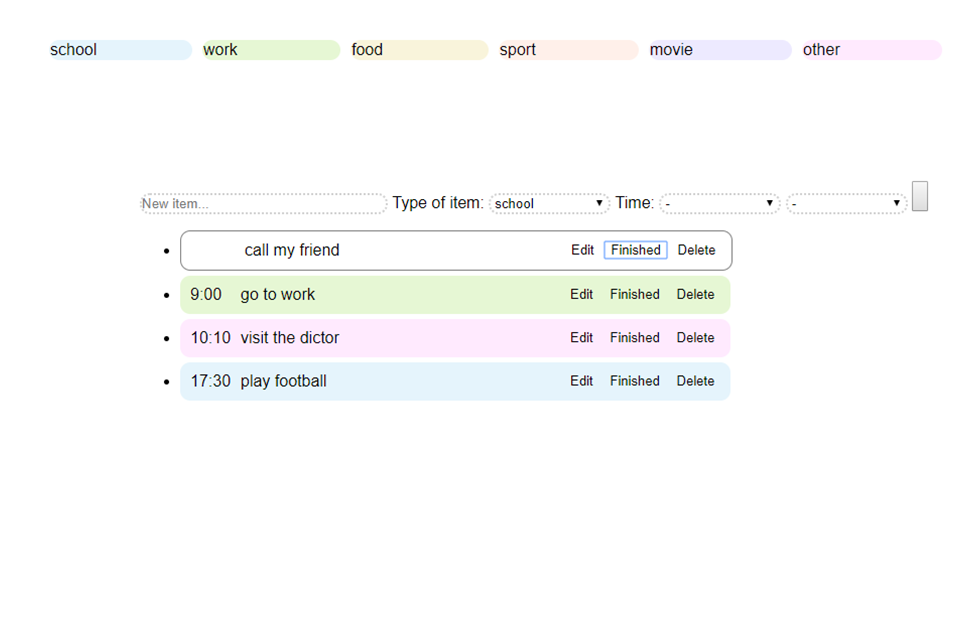 school work food sport movie other
New item... Type of item: school Time: - -
call my friend Edit Finished Delete
9:00 go to work Edit Finished Delete
10:10 visit the dictor Edit Finished Delete
17:30 play football Edit Finished Delete